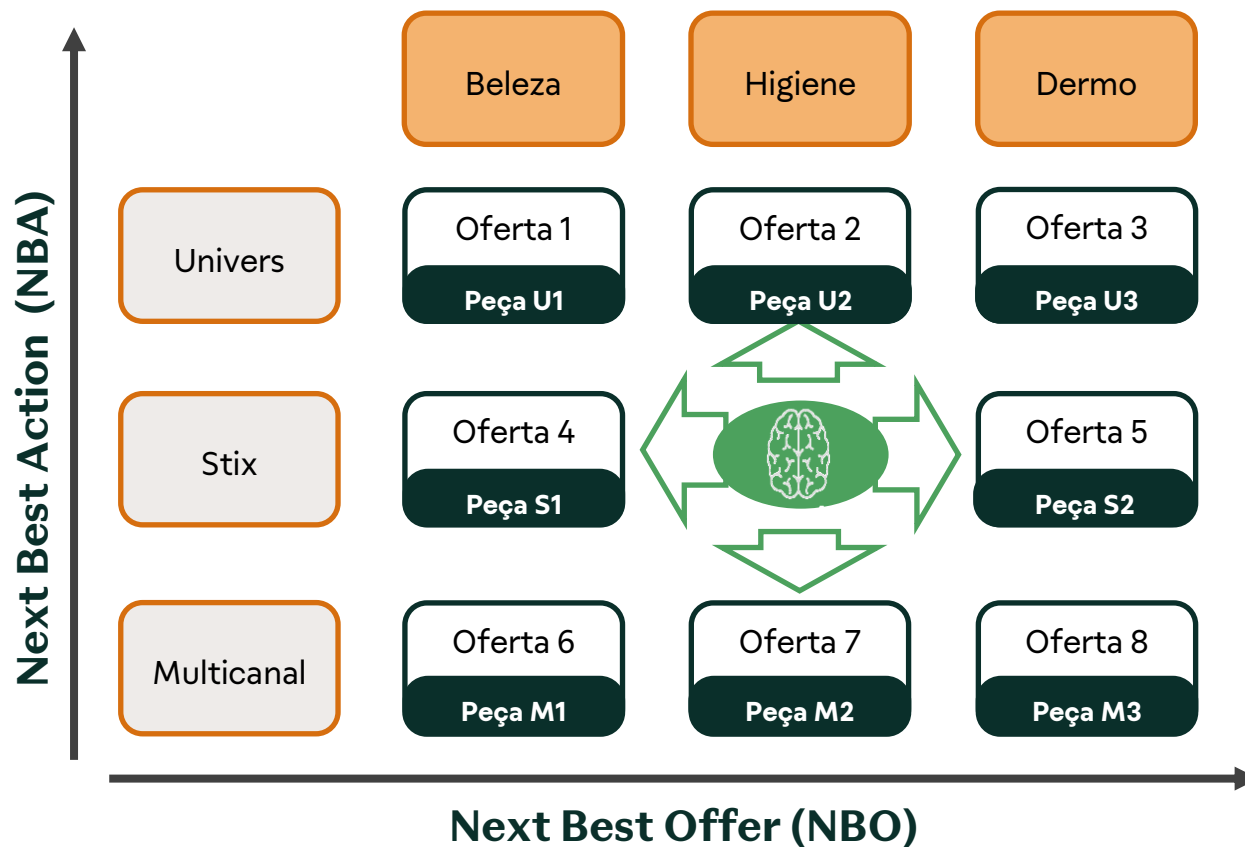 Beleza
Higiene
Dermo
Next Best Action (NBA)
Univers
Oferta 1
Peça U1
Oferta 2
Peça U2
Oferta 3
Peça U3
Stix
Oferta 4
Peça S1
Oferta 5
Peça S2
Multicanal
Oferta 6
Peça M1
Oferta 7
Peça M2
Oferta 8
Peça M3
Next Best Offer (NBO)